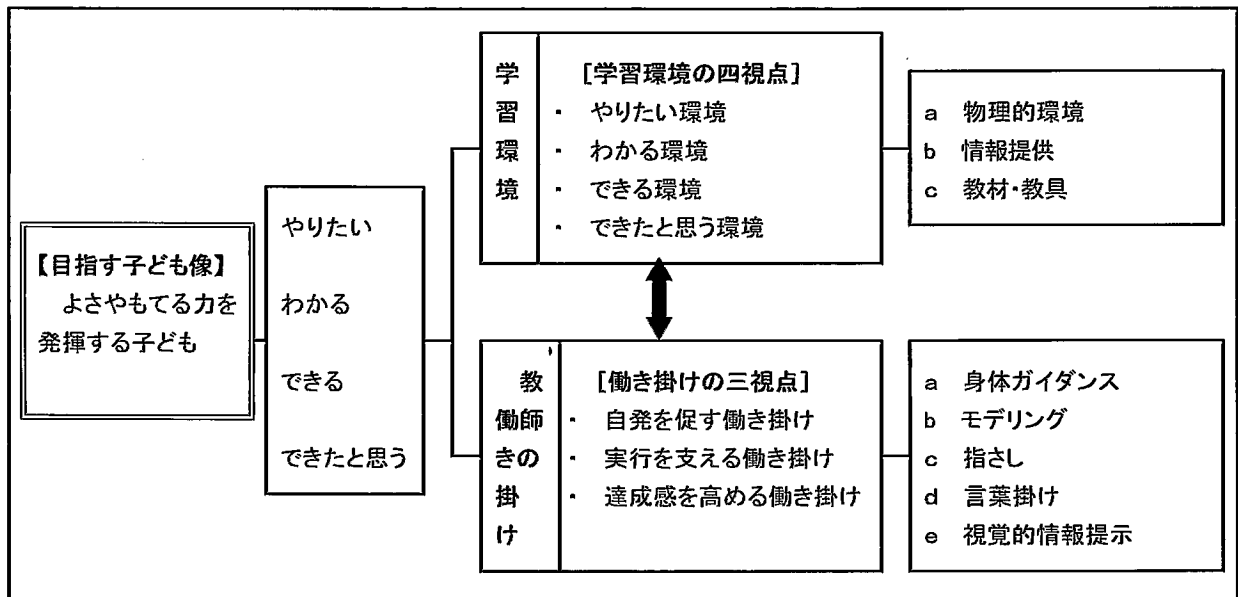 【目指す子ども像】
よさやもてる力を
発揮する子ども
やりたい
わかる
できる
できたと思う
学習環境
[学習環境の四視点]
・ やりたい環境
・ わかる環境
・ できる環境
・ できたと思う環境
a 物理的環境
b 情報提供
c 教材・教具
教師の
働き掛け
[働き掛けの三視点]
・ 自発を促す働き掛け
・ 実行を支える働き掛け
・ 達成感を高める働き掛け
a 身体ガイダンス
b モデリング
c 指さし
d 言葉掛け
e 視覚的情報提示